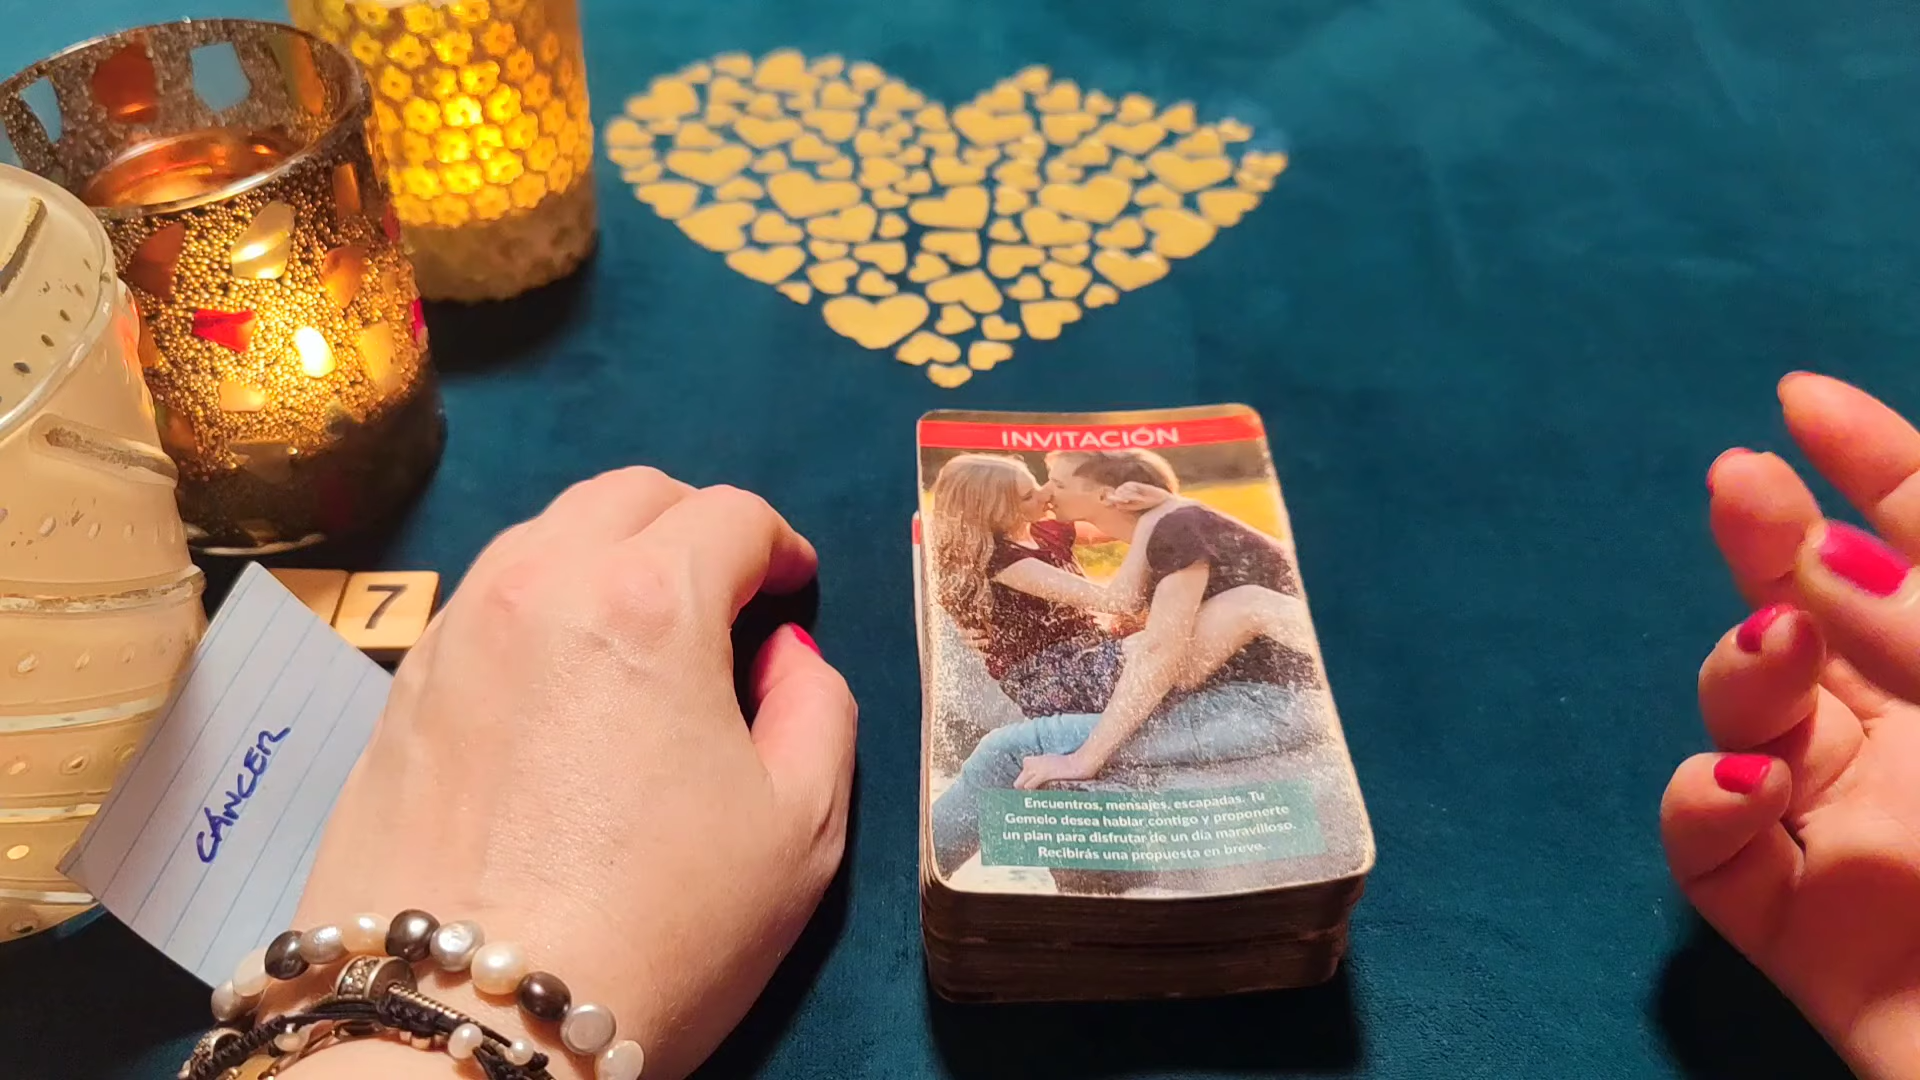 INVITACIÓN
Encuentros, mensajes, escapadas. Tu
Gemelo desea hablar contigo y proponerte
un plan para disfrutar de un día maravilloso.
Recibirás una propuesta en breve.
7
CÁNCER